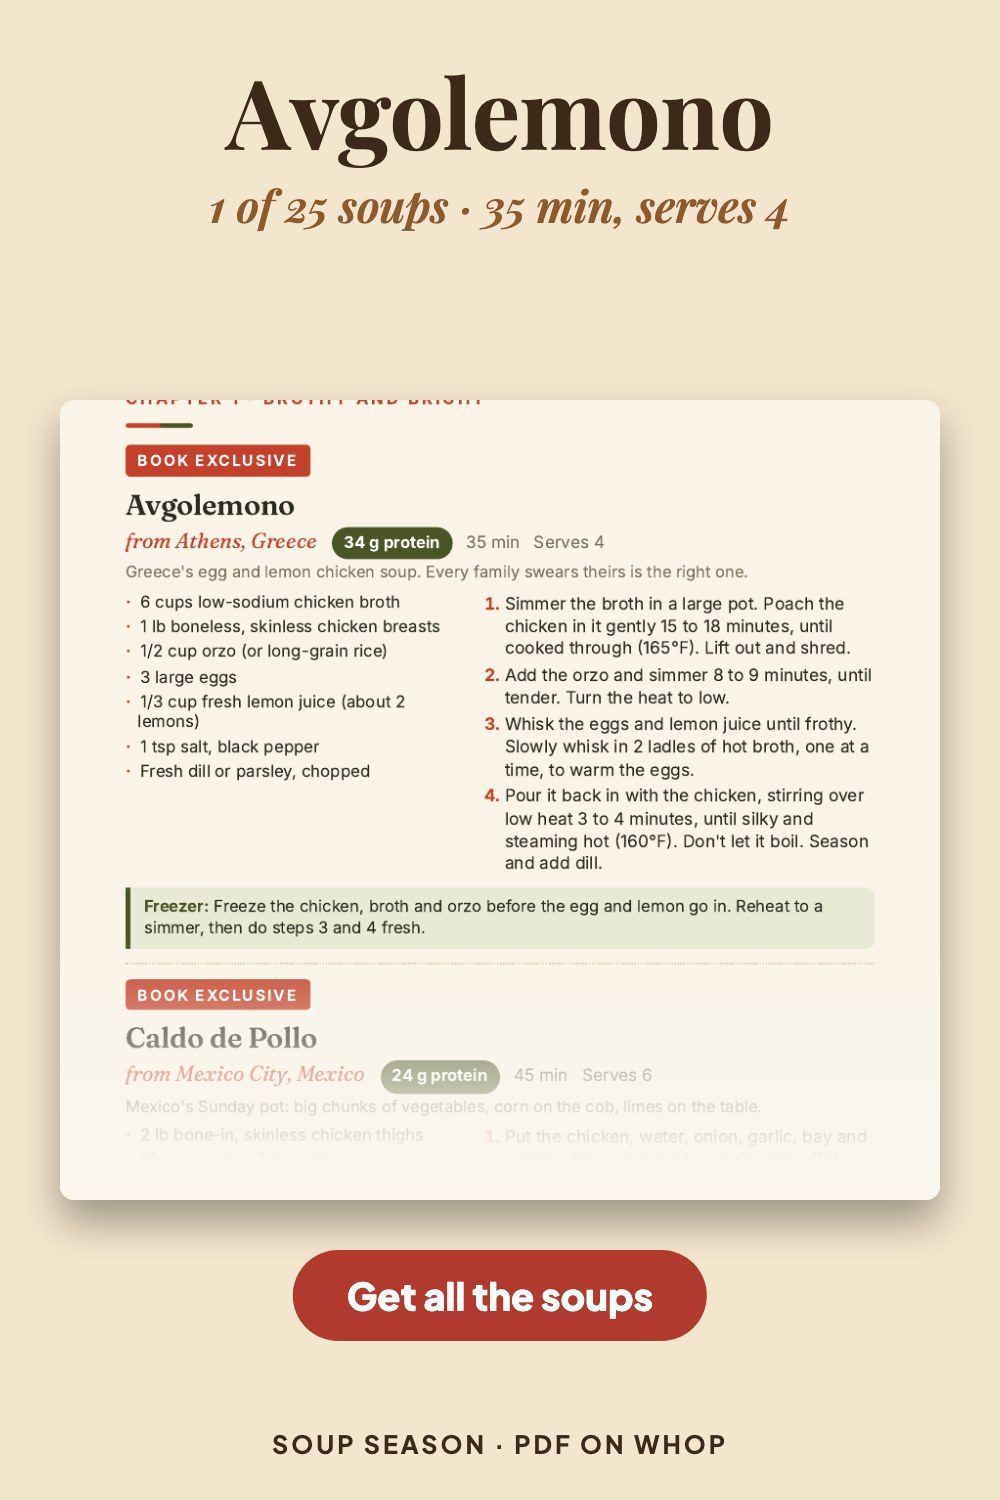 Avgolemono
1 of 25 soups · 35 min, serves 4
CHAPTER 1 · BROTHY AND BRIGHT
BOOK EXCLUSIVE
Avgolemono
from Athens, Greece 34 g protein 35 min Serves 4
Greece's egg and lemon chicken soup. Every family swears theirs is the right one.
· 6 cups low-sodium chicken broth
· 1 lb boneless, skinless chicken breasts
· 1/2 cup orzo (or long-grain rice)
· 3 large eggs
· 1/3 cup fresh lemon juice (about 2
lemons)
· 1 tsp salt, black pepper
· Fresh dill or parsley, chopped
1. Simmer the broth in a large pot. Poach the
chicken in it gently 15 to 18 minutes, until
cooked through (165°F). Lift out and shred.
2. Add the orzo and simmer 8 to 9 minutes, until
tender. Turn the heat to low.
3. Whisk the eggs and lemon juice until frothy.
Slowly whisk in 2 ladles of hot broth, one at a
time, to warm the eggs.
4. Pour it back in with the chicken, stirring over
low heat 3 to 4 minutes, until silky and
steaming hot (160°F). Don't let it boil. Season
and add dill.
Freezer: Freeze the chicken, broth and orzo before the egg and lemon go in. Reheat to a
simmer, then do steps 3 and 4 fresh.
BOOK EXCLUSIVE
Caldo de Pollo
from Mexico City, Mexico 24 g protein 45 min Serves 6
Mexico's Sunday pot: big chunks of vegetables, corn on the cob, limes on the table.
· 2 lb bone-in, skinless chicken thighs
1. Put the chicken, water, onion, garlic, bay and
Get all the soups
SOUP SEASON · PDF ON WHOP